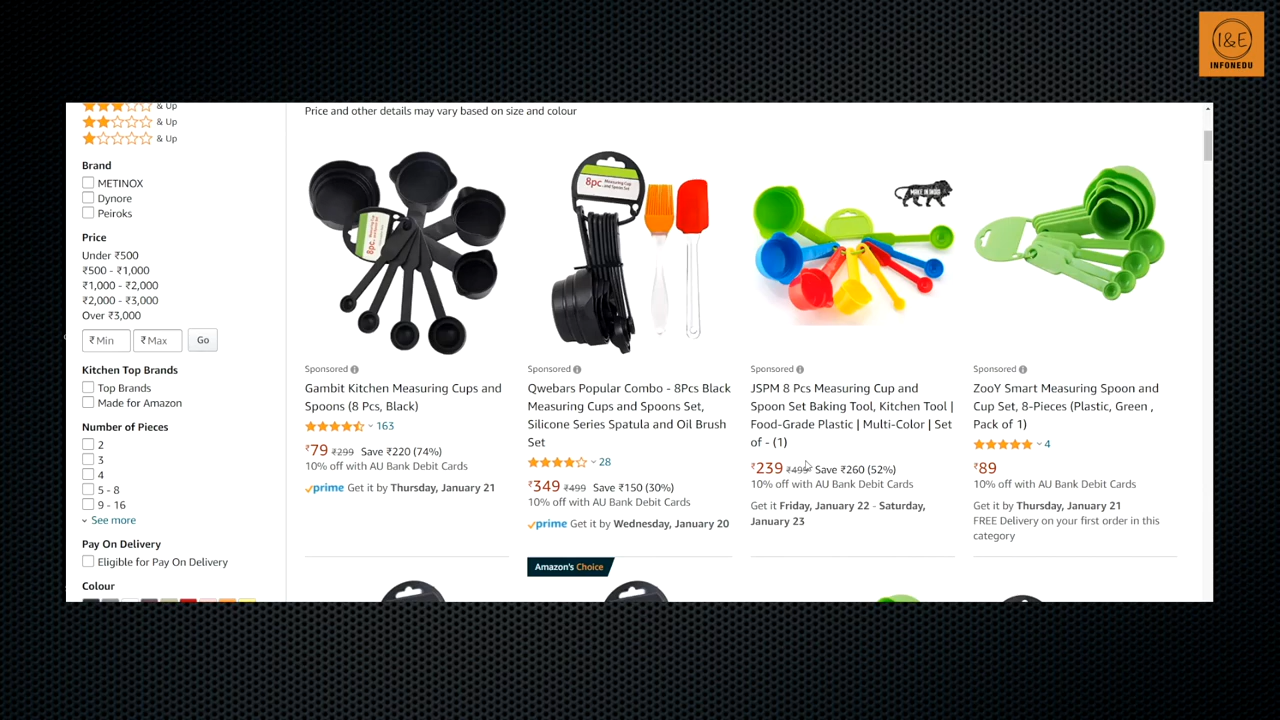 I&E
INFONEDU
& Up
& Up
& Up
Brand
METINOX
Dynore
Peiroks
Price
Under ₹500
₹500 - ₹1,000
₹1,000 - ₹2,000
₹2,000 - ₹3,000
Over ₹3,000
₹ Min
₹ Max
Go
Kitchen Top Brands
Top Brands
Made for Amazon
Number of Pieces
2
3
4
5 - 8
9 - 16
See more
Pay On Delivery
Eligible for Pay On Delivery
Colour
Price and other details may vary based on size and colour
8pc.
Sponsored
Gambit Kitchen Measuring Cups and
Spoons (8 Pcs, Black)
163
₹79 ₹299 Save ₹220 (74%)
10% off with AU Bank Debit Cards
prime Get it by Thursday, January 21
8pc. Measuring Cup
and Spoon Set
Sponsored
Qwebars Popular Combo - 8Pcs Black
Measuring Cups and Spoons Set,
Silicone Series Spatula and Oil Brush
Set
28
₹349 ₹499 Save ₹150 (30%)
10% off with AU Bank Debit Cards
prime Get it by Wednesday, January 20
MAKE IN INDIA
Sponsored
JSPM 8 Pcs Measuring Cup and
Spoon Set Baking Tool, Kitchen Tool |
Food-Grade Plastic | Multi-Color | Set
of - (1)
₹239 ₹499 Save ₹260 (52%)
10% off with AU Bank Debit Cards
Get it Friday, January 22 - Saturday,
January 23
Sponsored
ZooY Smart Measuring Spoon and
Cup Set, 8-Pieces (Plastic, Green ,
Pack of 1)
4
₹89
10% off with AU Bank Debit Cards
Get it by Thursday, January 21
FREE Delivery on your first order in this
category
Amazon's Choice